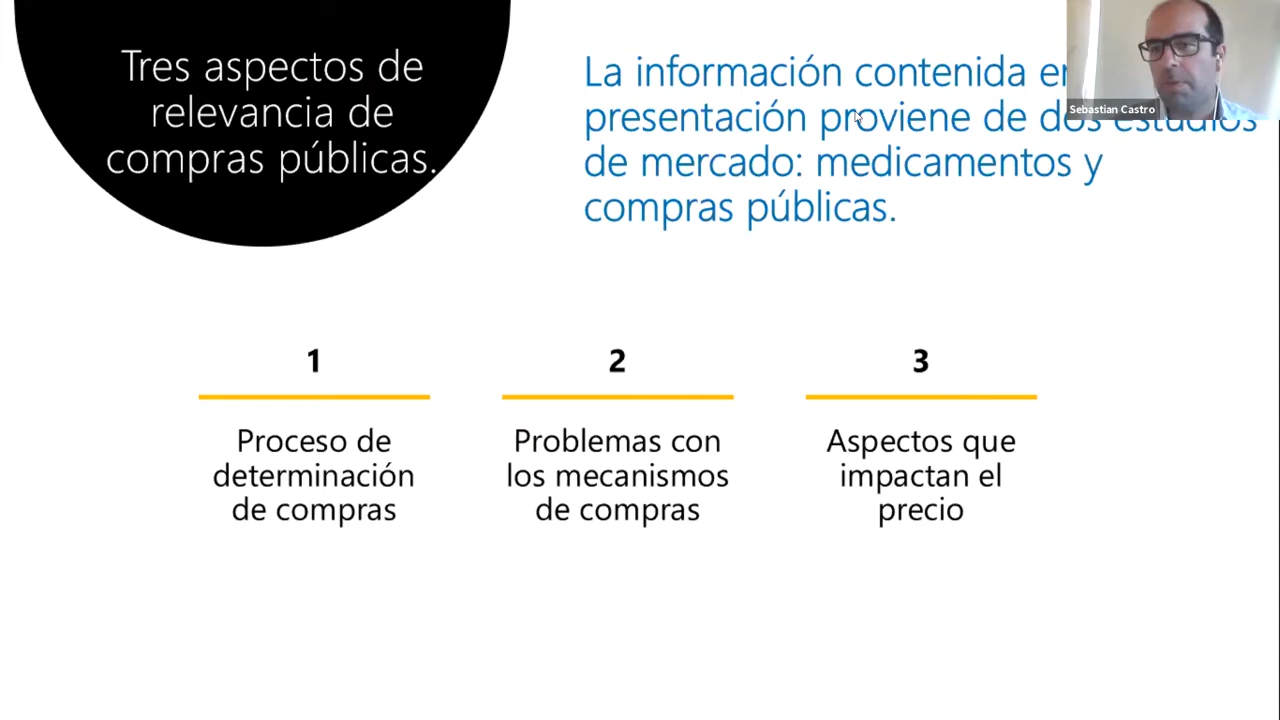 Tres aspectos de
relevancia de
compras públicas.
La información contenida
presentación proviene de dos estudios
de mercado: medicamentos y
compras públicas.
Sebastian Castro
1
Proceso de
determinación
de compras
2
Problemas con
los mecanismos
de compras
3
Aspectos que
impactan el
precio